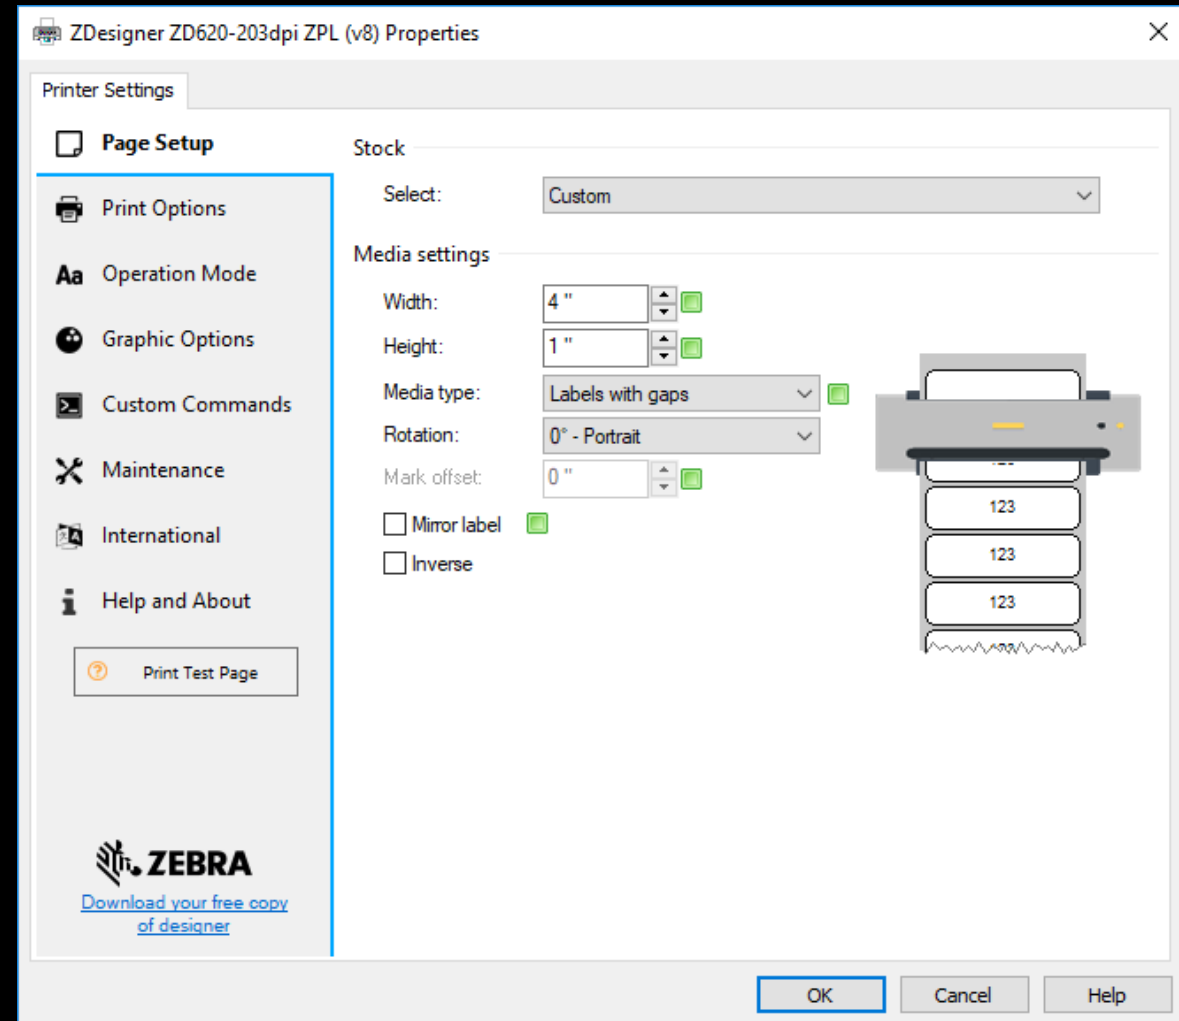 ZDesigner ZD620-203dpi ZPL (v8) Properties
Printer Settings
Page Setup
Print Options
Operation Mode
Graphic Options
Custom Commands
Maintenance
International
Help and About
Print Test Page
ZEBRA
Download your free copy
of designer
Stock
Select: Custom
Media settings
Width: 4 "
Height: 1 "
Media type: Labels with gaps
Rotation: 0° - Portrait
Mark offset: 0 "
Mirror label
Inverse
123
123
123
OK Cancel Help